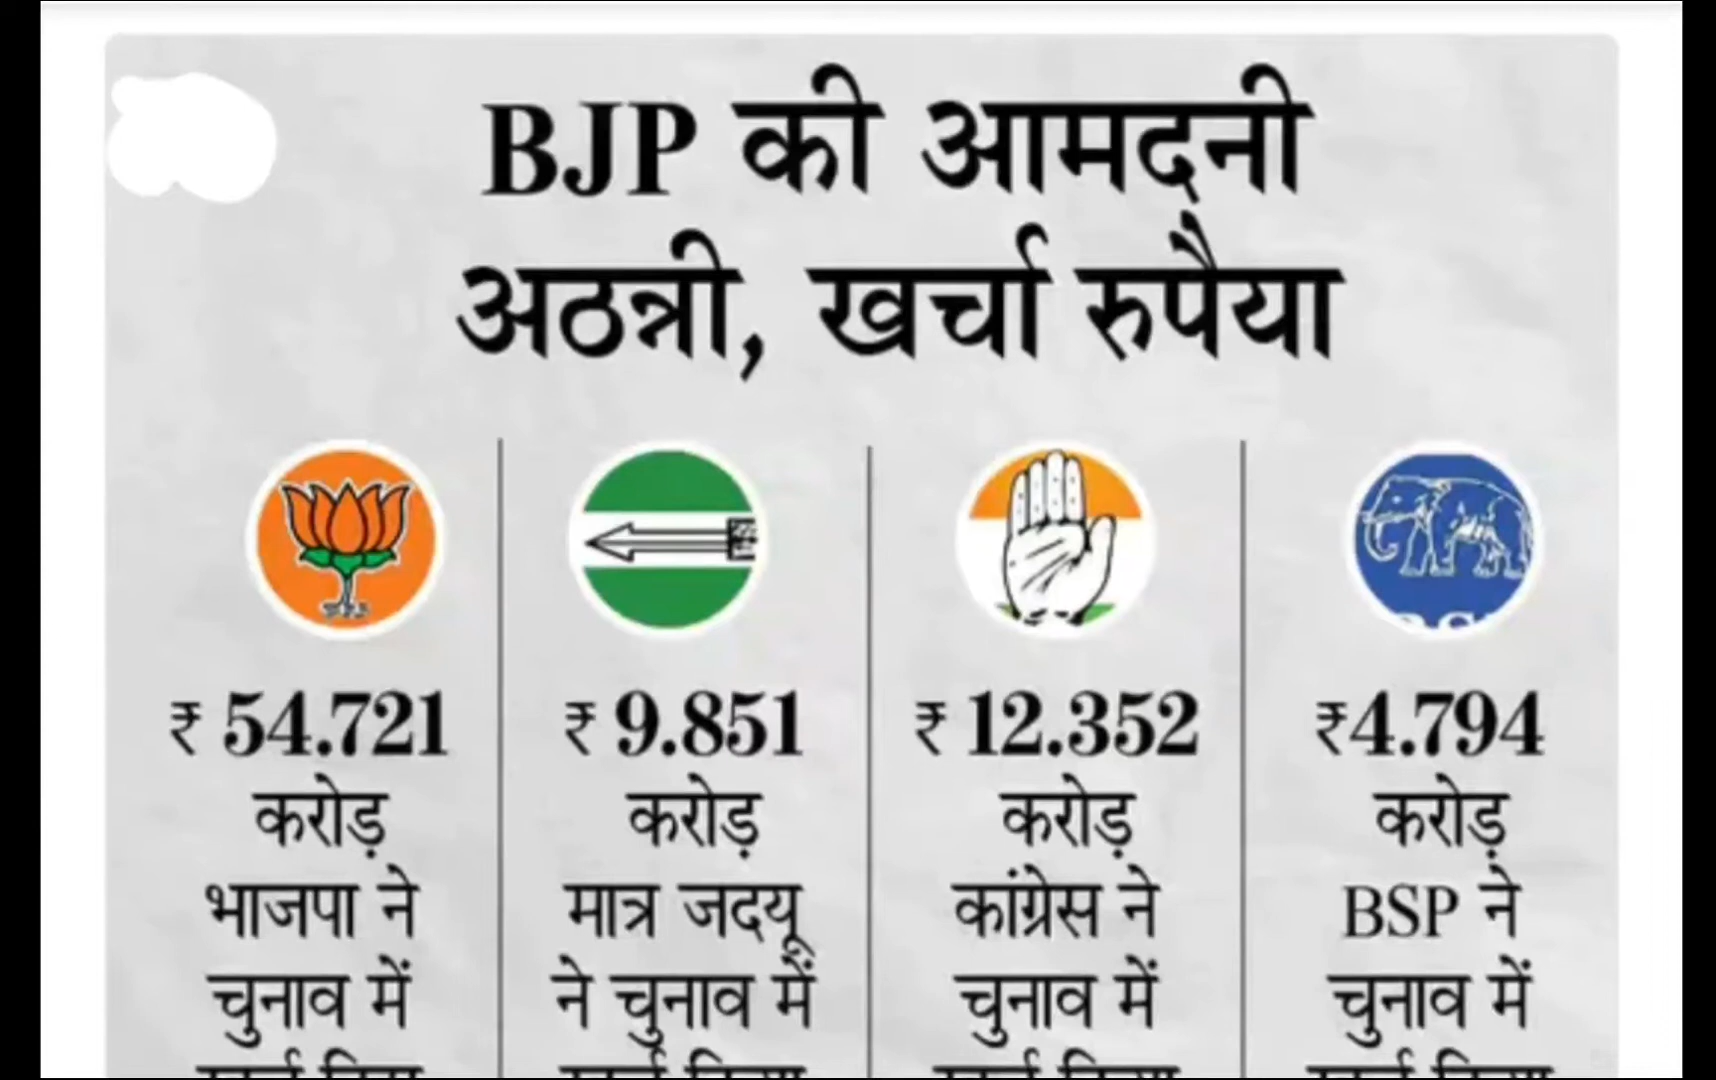 BJP की आमदनी
अठन्नी, खर्चा रुपैया
₹ 54.721
करोड़
भाजपा ने
चुनाव में
₹ 9.851
करोड़
मात्र जदयू
ने चुनाव में
₹ 12.352
करोड़
कांग्रेस ने
चुनाव में
₹4.794
करोड़
BSP ने
चुनाव में